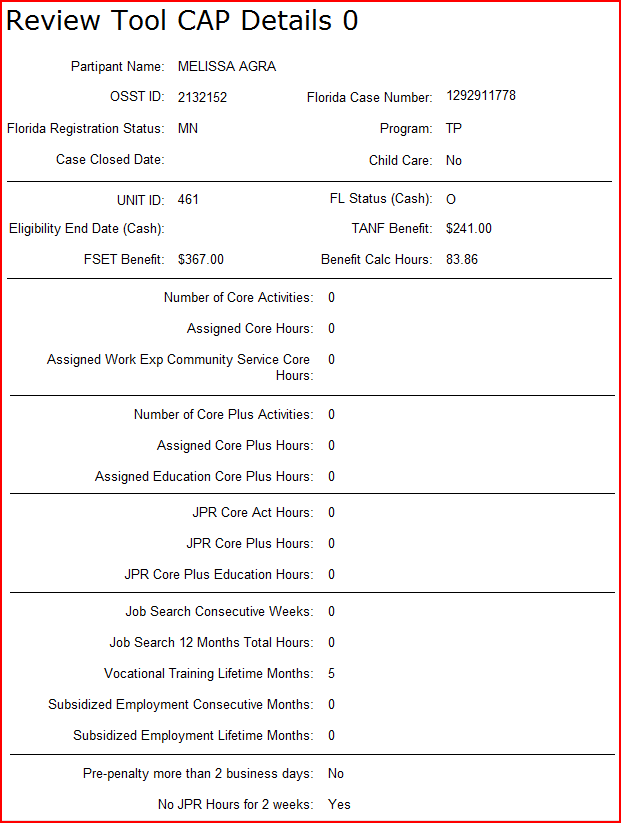 Review Tool CAP Details 0
Partipant Name: MELISSA AGRA
OSST ID: 2132152 Florida Case Number: 1292911778
Florida Registration Status: MN Program: TP
Case Closed Date: Child Care: No
UNIT ID: 461 FL Status (Cash): O
Eligibility End Date (Cash): TANF Benefit: $241.00
FSET Benefit: $367.00 Benefit Calc Hours: 83.86
Number of Core Activities: 0
Assigned Core Hours: 0
Assigned Work Exp Community Service Core 0
Hours:
Number of Core Plus Activities: 0
Assigned Core Plus Hours: 0
Assigned Education Core Plus Hours: 0
JPR Core Act Hours: 0
JPR Core Plus Hours: 0
JPR Core Plus Education Hours: 0
Job Search Consecutive Weeks: 0
Job Search 12 Months Total Hours: 0
Vocational Training Lifetime Months: 5
Subsidized Employment Consecutive Months: 0
Subsidized Employment Lifetime Months: 0
Pre-penalty more than 2 business days: No
No JPR Hours for 2 weeks: Yes